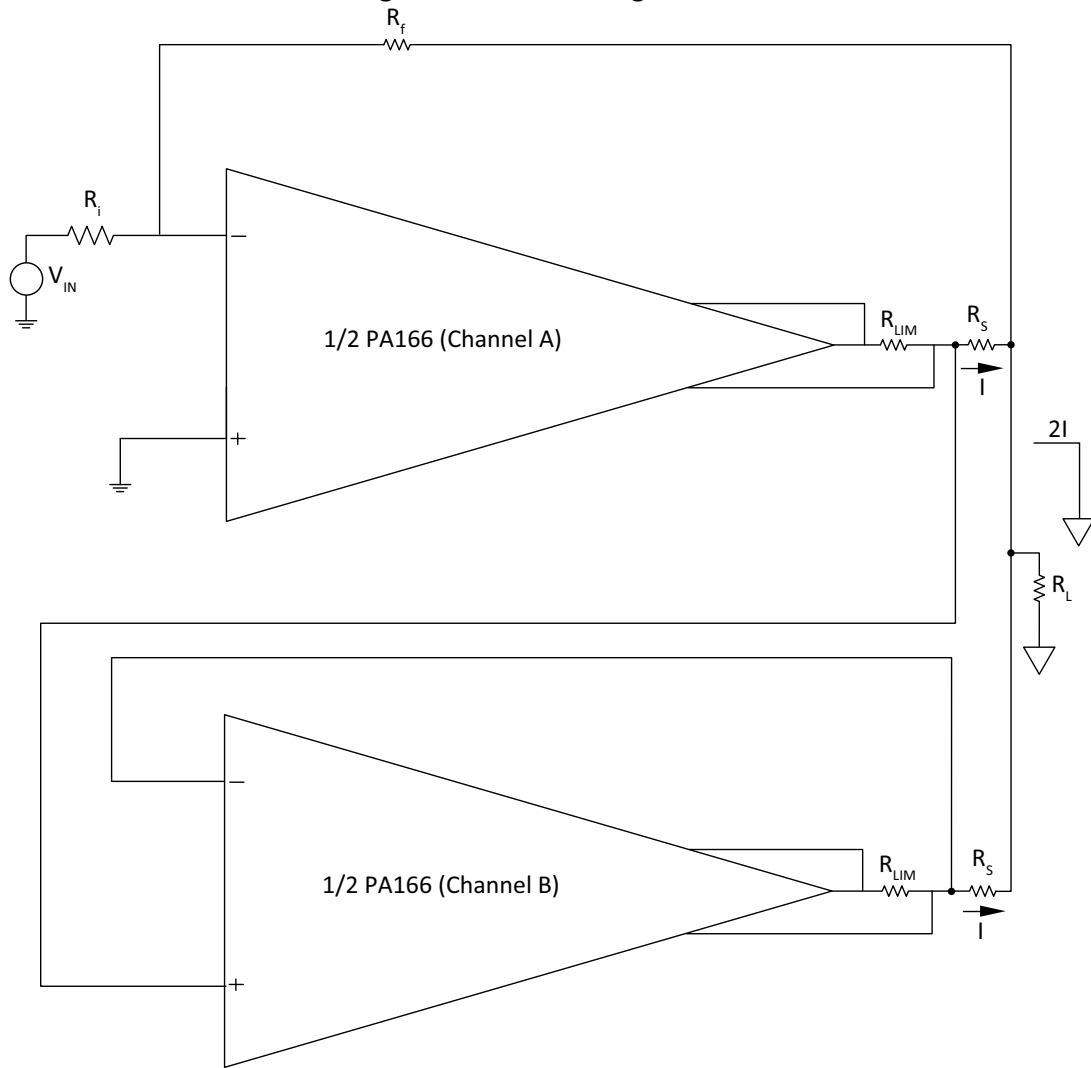 R_f
R_i
V_IN
−
+
1/2 PA166 (Channel A)
R_LIM
R_S
I
2I
R_L
−
+
1/2 PA166 (Channel B)
R_LIM
R_S
I